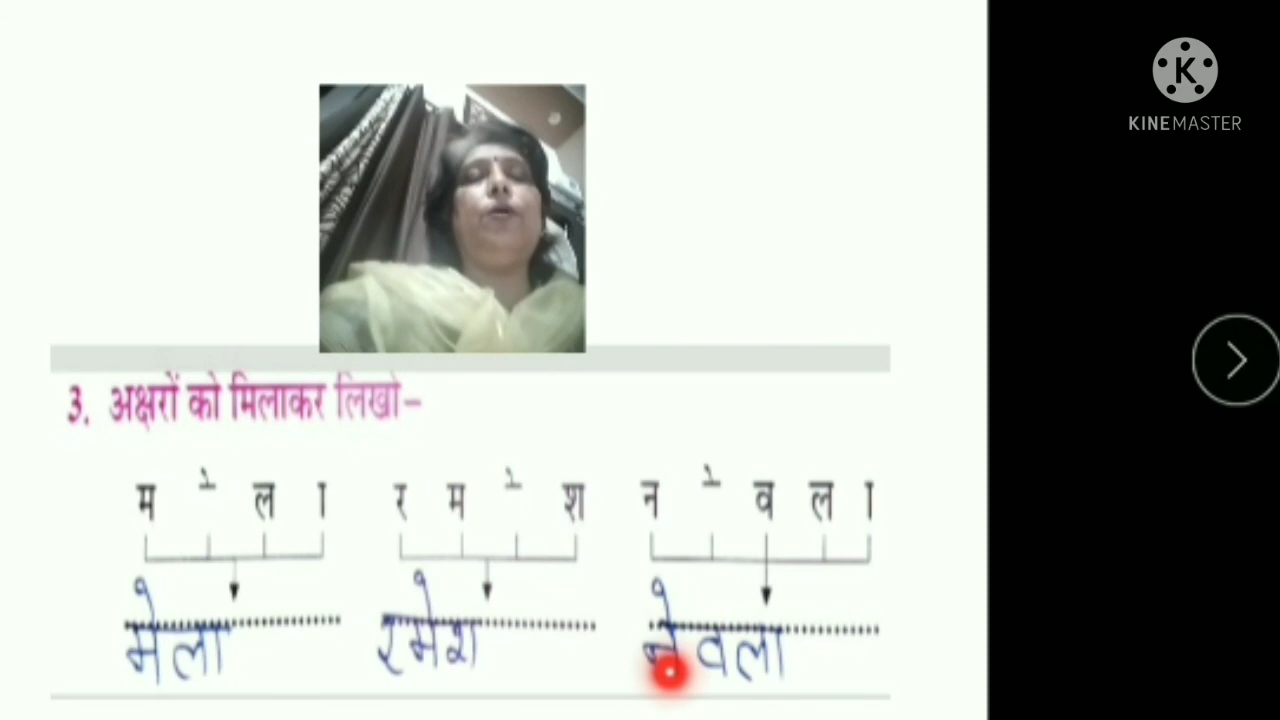 KINEMASTER
3. अक्षरों को मिलाकर लिखो–
म े ल ा र म े श न े व ल ा
मेला रमेश नेवला